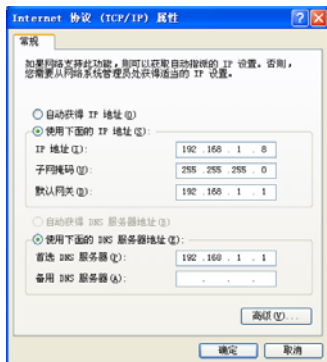 Internet 协议 (TCP/IP) 属性
常规
如果网络支持此功能，则可以获取自动指派的 IP 设置。否则，
您需要从网络系统管理员处获得适当的 IP 设置。
自动获得 IP 地址(O)
使用下面的 IP 地址(S):
IP 地址(I): 192 .168 . 1 . 8
子网掩码(U): 255 .255 .255 . 0
默认网关(D): 192 .168 . 1 . 1
自动获得 DNS 服务器地址(B)
使用下面的 DNS 服务器地址(E):
首选 DNS 服务器(P): 192 .168 . 1 . 1
备用 DNS 服务器(A): . . .
高级(V)...
确定 取消